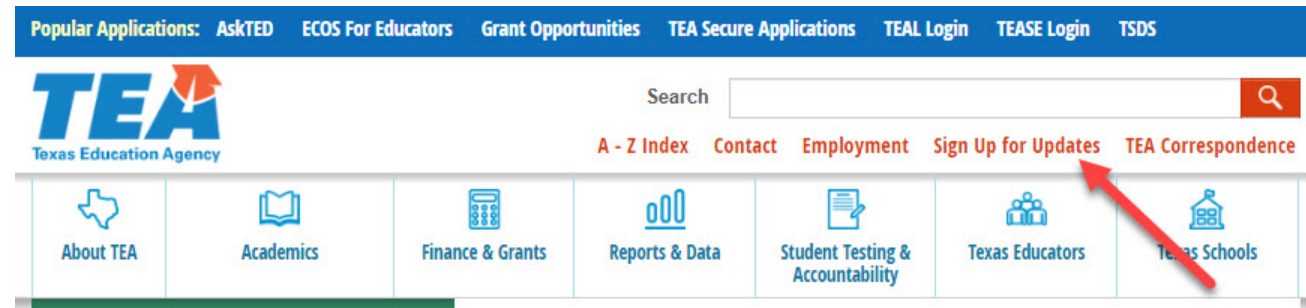 Popular Applications: AskTED ECOS For Educators Grant Opportunities TEA Secure Applications TEAL Login TEASE Login TSDS
TEA
Texas Education Agency
Search
A - Z Index Contact Employment Sign Up for Updates TEA Correspondence
About TEA Academics Finance & Grants Reports & Data Student Testing & Accountability Texas Educators Texas Schools